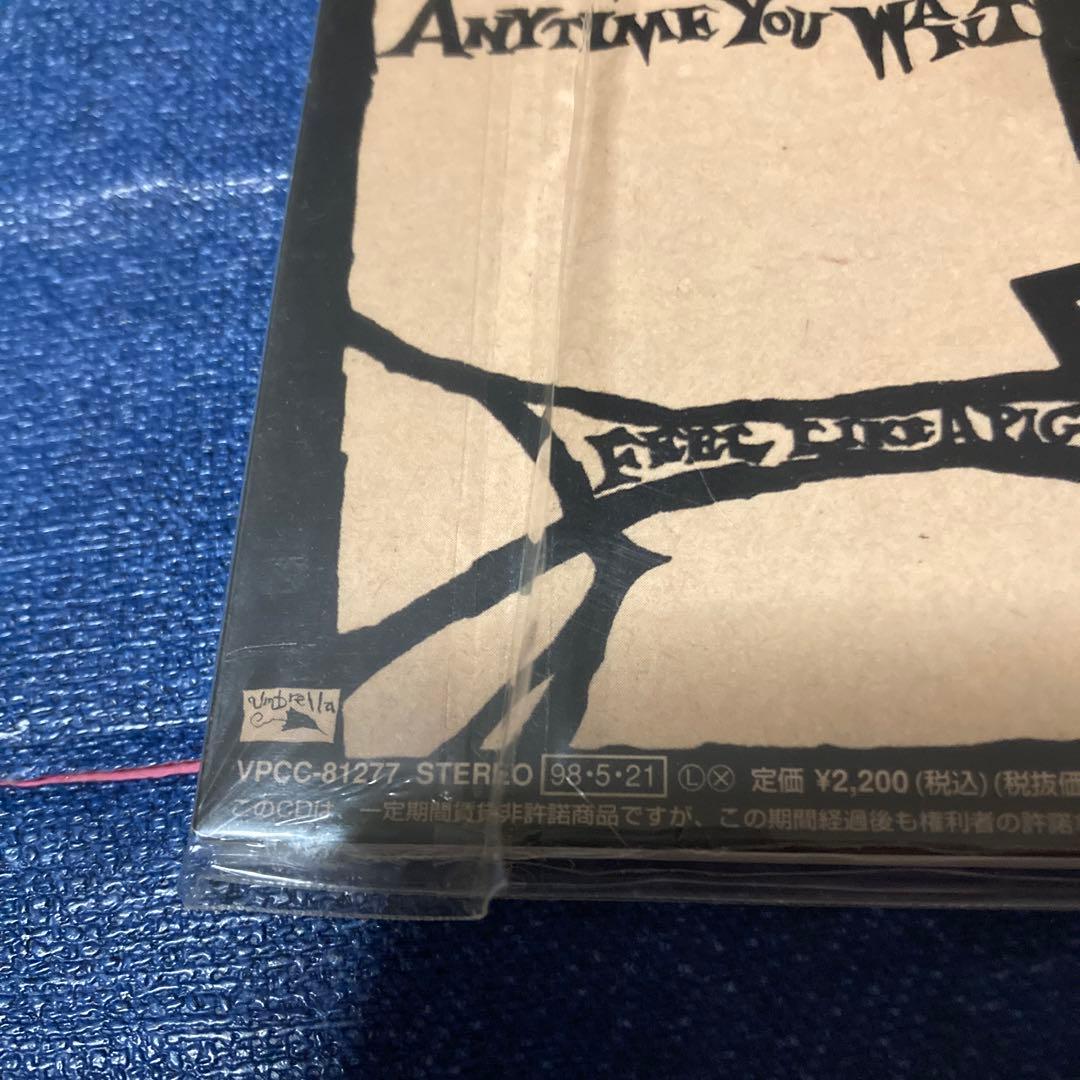 ANYTIME YOU WANT
FEEL LIKE A PIG
Umbrella
VPCC-81277 STEREO 98・5・21 Ⓛ ⓧ 定価 ¥2,200 (税込) (税抜価
このCDは、一定期間賃貸非許諾商品ですが、この期間経過後も権利者の許諾